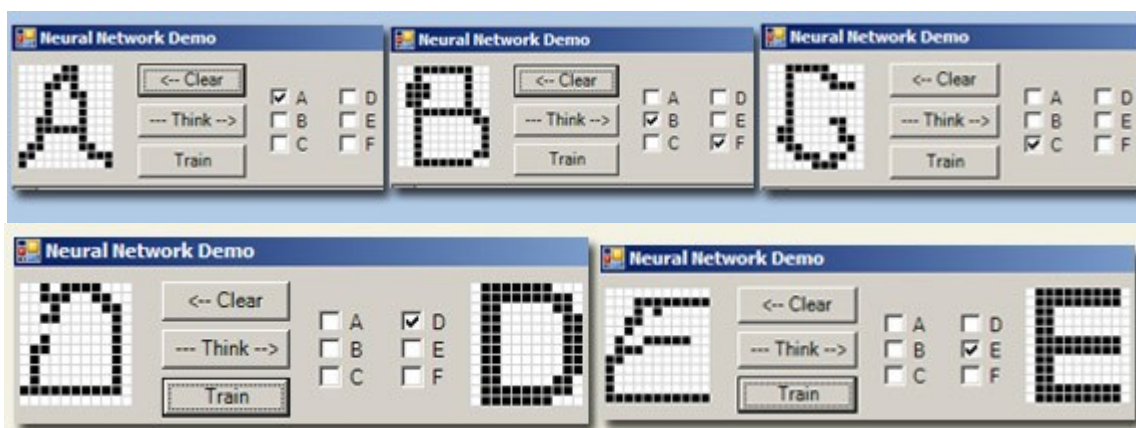 Neural Network Demo
<-- Clear
--- Think -->
Train
A
B
C
D
E
F
Neural Network Demo
<-- Clear
--- Think -->
Train
A
B
C
D
E
F
Neural Network Demo
<-- Clear
--- Think -->
Train
A
B
C
D
E
F
Neural Network Demo
<-- Clear
--- Think -->
Train
A
B
C
D
E
F
D
Neural Network Demo
<-- Clear
--- Think -->
Train
A
B
C
D
E
F
E